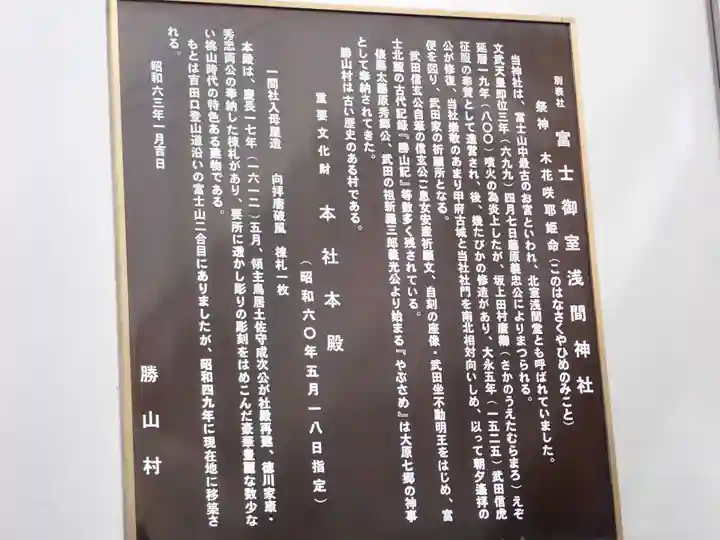 別表社 富士御室浅間神社
祭神 木花咲耶姫命(このはなさくやひめのみこと)
当神社は、富士山中最古のお宮といわれ、北室浅間堂とも呼ばれていました。
文武天皇即位三年(六九九)四月七日藤原義忠公によりまつられる。
延暦一九年(八〇〇)噴火の為炎上したが、坂上田村麿(さかのうえたむらまろ)えぞ
征服の奉賛として造営され、後、幾たびかの修造があり、大永五年(一五二五)武田信虎
公が修復、当社崇敬のあまり甲府古城と当社社門を南北相対向いしめ、以って朝夕遙拝の
便を図り、武田家の祈願所となる。
武田信玄公自筆の信玄公二息女安産祈願文、自刻の座像・武田坐不動明王をはじめ、富
士北麓の古代記録『勝山記』等数多く残されている。
俵藤太藤原秀郷公、武田の祖新羅三郎義光公より始まる『やぶさめ』は大原七郷の神事
として奉納されてきた。
勝山村は古い歴史のある村である。
重要文化財 本社本殿
(昭和六〇年五月一八日指定)
一間社入母屋造 向拝唐破風 棟札一枚
本殿は、慶長一七年(一六一二)五月、領主鳥居土佐守成次公が社殿再建、徳川家康・
秀忠両公の奉納した棟札があり、要所に透かし彫りの彫刻をはめこんだ豪華豊麗な数少な
い桃山時代の特色ある建物である。
もとは吉田口登山道沿いの富士山二合目にありましたが、昭和四九年に現在地に移築さ
れる。
昭和六三年一月吉日
勝山村